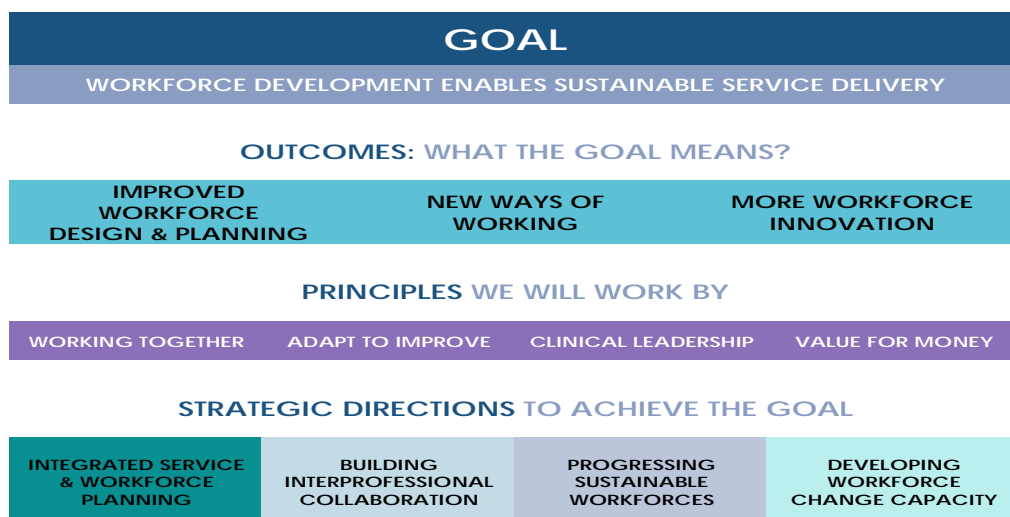 GOAL
WORKFORCE DEVELOPMENT ENABLES SUSTAINABLE SERVICE DELIVERY
OUTCOMES: WHAT THE GOAL MEANS?
IMPROVED
WORKFORCE
DESIGN & PLANNING
NEW WAYS OF
WORKING
MORE WORKFORCE
INNOVATION
PRINCIPLES WE WILL WORK BY
WORKING TOGETHER
ADAPT TO IMPROVE
CLINICAL LEADERSHIP
VALUE FOR MONEY
STRATEGIC DIRECTIONS TO ACHIEVE THE GOAL
INTEGRATED SERVICE
& WORKFORCE
PLANNING
BUILDING
INTERPROFESSIONAL
COLLABORATION
PROGRESSING
SUSTAINABLE
WORKFORCES
DEVELOPING
WORKFORCE
CHANGE CAPACITY